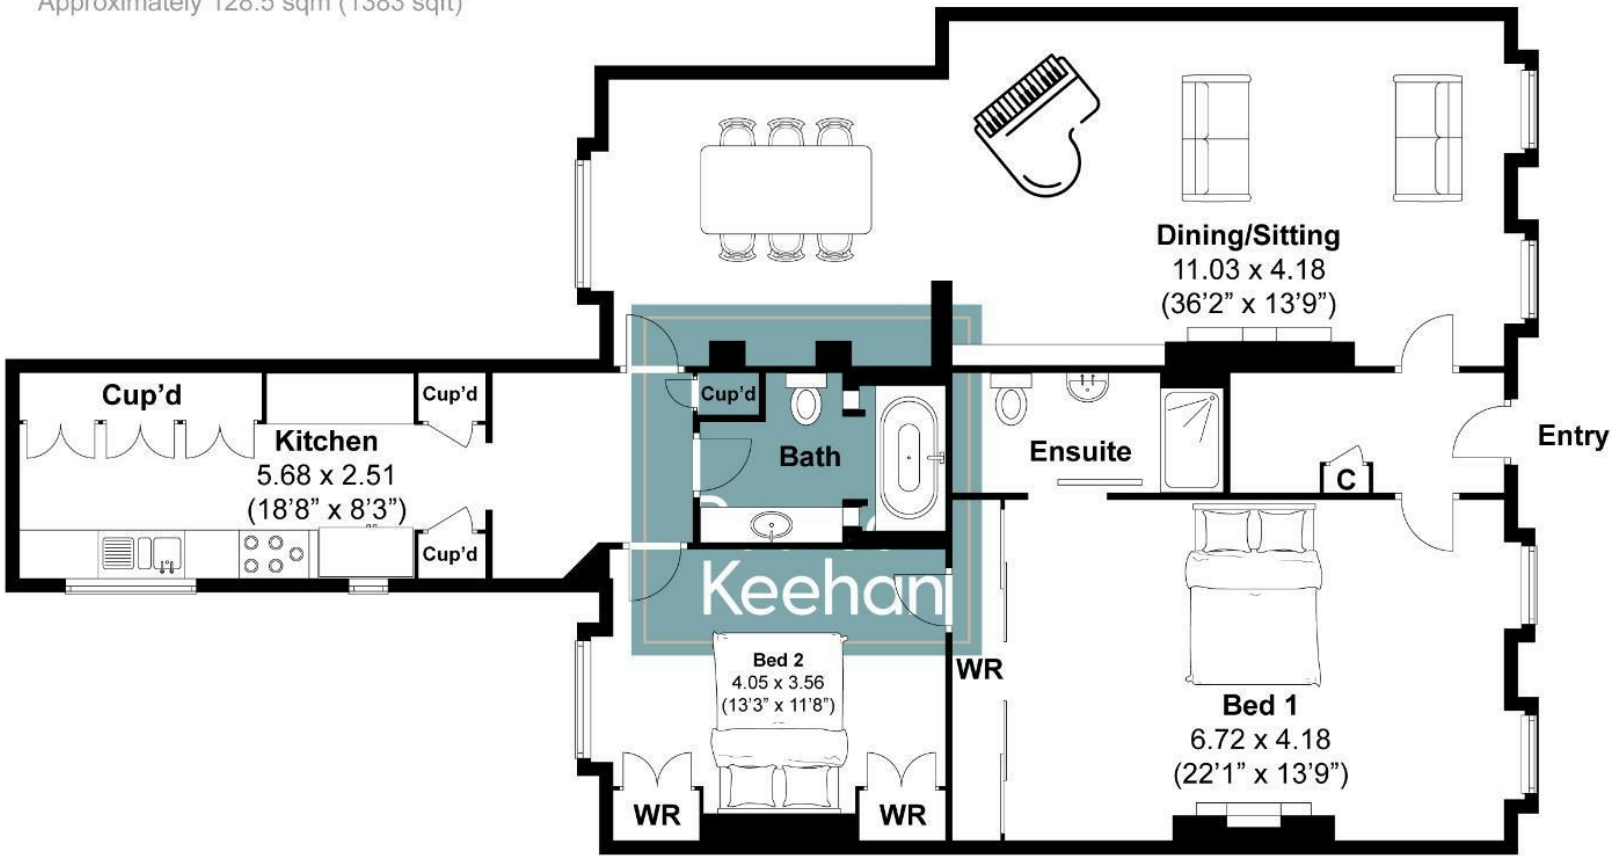 Approximately 128.5 sqm (1383 sqft)
Dining/Sitting
11.03 x 4.18
(36’2” x 13’9”)
Cup’d
Cup’d
Kitchen
5.68 x 2.51
(18’8” x 8’3”)
Cup’d
Cup’d
Bath
Ensuite
C
Entry
Keehan
Bed 2
4.05 x 3.56
(13’3” x 11’8”)
WR
Bed 1
6.72 x 4.18
(22’1” x 13’9”)
WR
WR